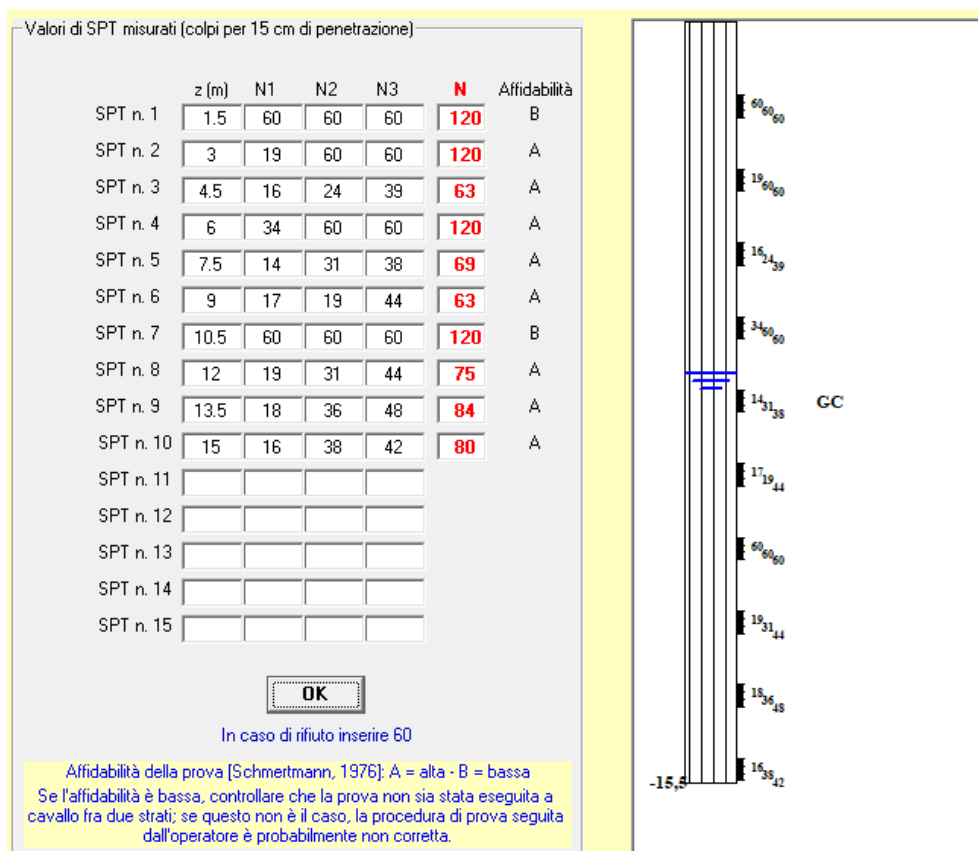 Valori di SPT misurati (colpi per 15 cm di penetrazione)
z (m) N1 N2 N3 N Affidabilità
SPT n. 1 1.5 60 60 60 120 B
SPT n. 2 3 19 60 60 120 A
SPT n. 3 4.5 16 24 39 63 A
SPT n. 4 6 34 60 60 120 A
SPT n. 5 7.5 14 31 38 69 A
SPT n. 6 9 17 19 44 63 A
SPT n. 7 10.5 60 60 60 120 B
SPT n. 8 12 19 31 44 75 A
SPT n. 9 13.5 18 36 48 84 A
SPT n. 10 15 16 38 42 80 A
SPT n. 11
SPT n. 12
SPT n. 13
SPT n. 14
SPT n. 15
OK
In caso di rifiuto inserire 60
Affidabilità della prova [Schmertmann, 1976]: A = alta - B = bassa
Se l'affidabilità è bassa, controllare che la prova non sia stata eseguita a
cavallo fra due strati; se questo non è il caso, la procedura di prova seguita
dall'operatore è probabilmente non corretta.
60 60 60
19 60 60
16 24 39
34 60 60
14 31 38 GC
17 19 44
60 60 60
19 31 44
18 36 48
16 38 42
-15,5